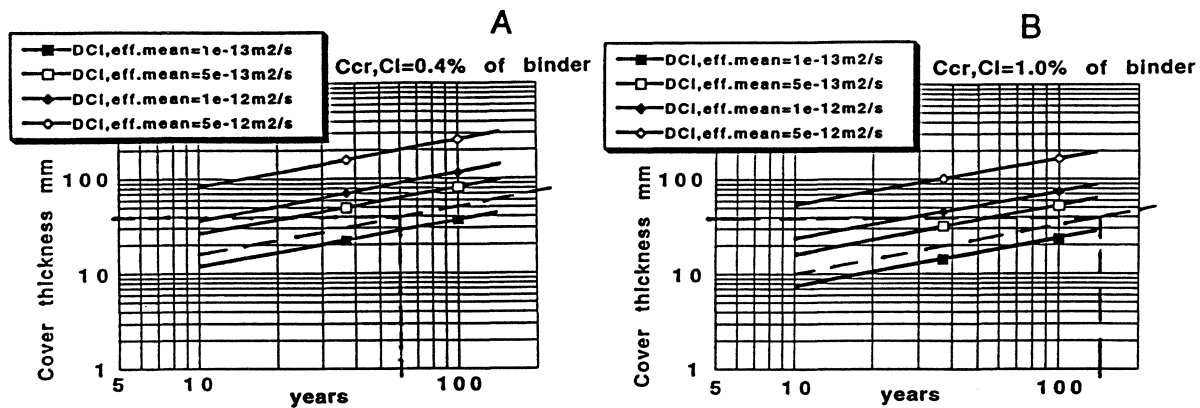 A
DCl,eff.mean=1e-13m2/s
DCl,eff.mean=5e-13m2/s
DCl,eff.mean=1e-12m2/s
DCl,eff.mean=5e-12m2/s
Ccr,Cl=0.4% of binder
Cover thickness mm
100
10
1
5
10
100
years
B
DCl,eff.mean=1e-13m2/s
DCl,eff.mean=5e-13m2/s
DCl,eff.mean=1e-12m2/s
DCl,eff.mean=5e-12m2/s
Ccr,Cl=1.0% of binder
Cover thickness mm
100
10
1
5
10
100
years